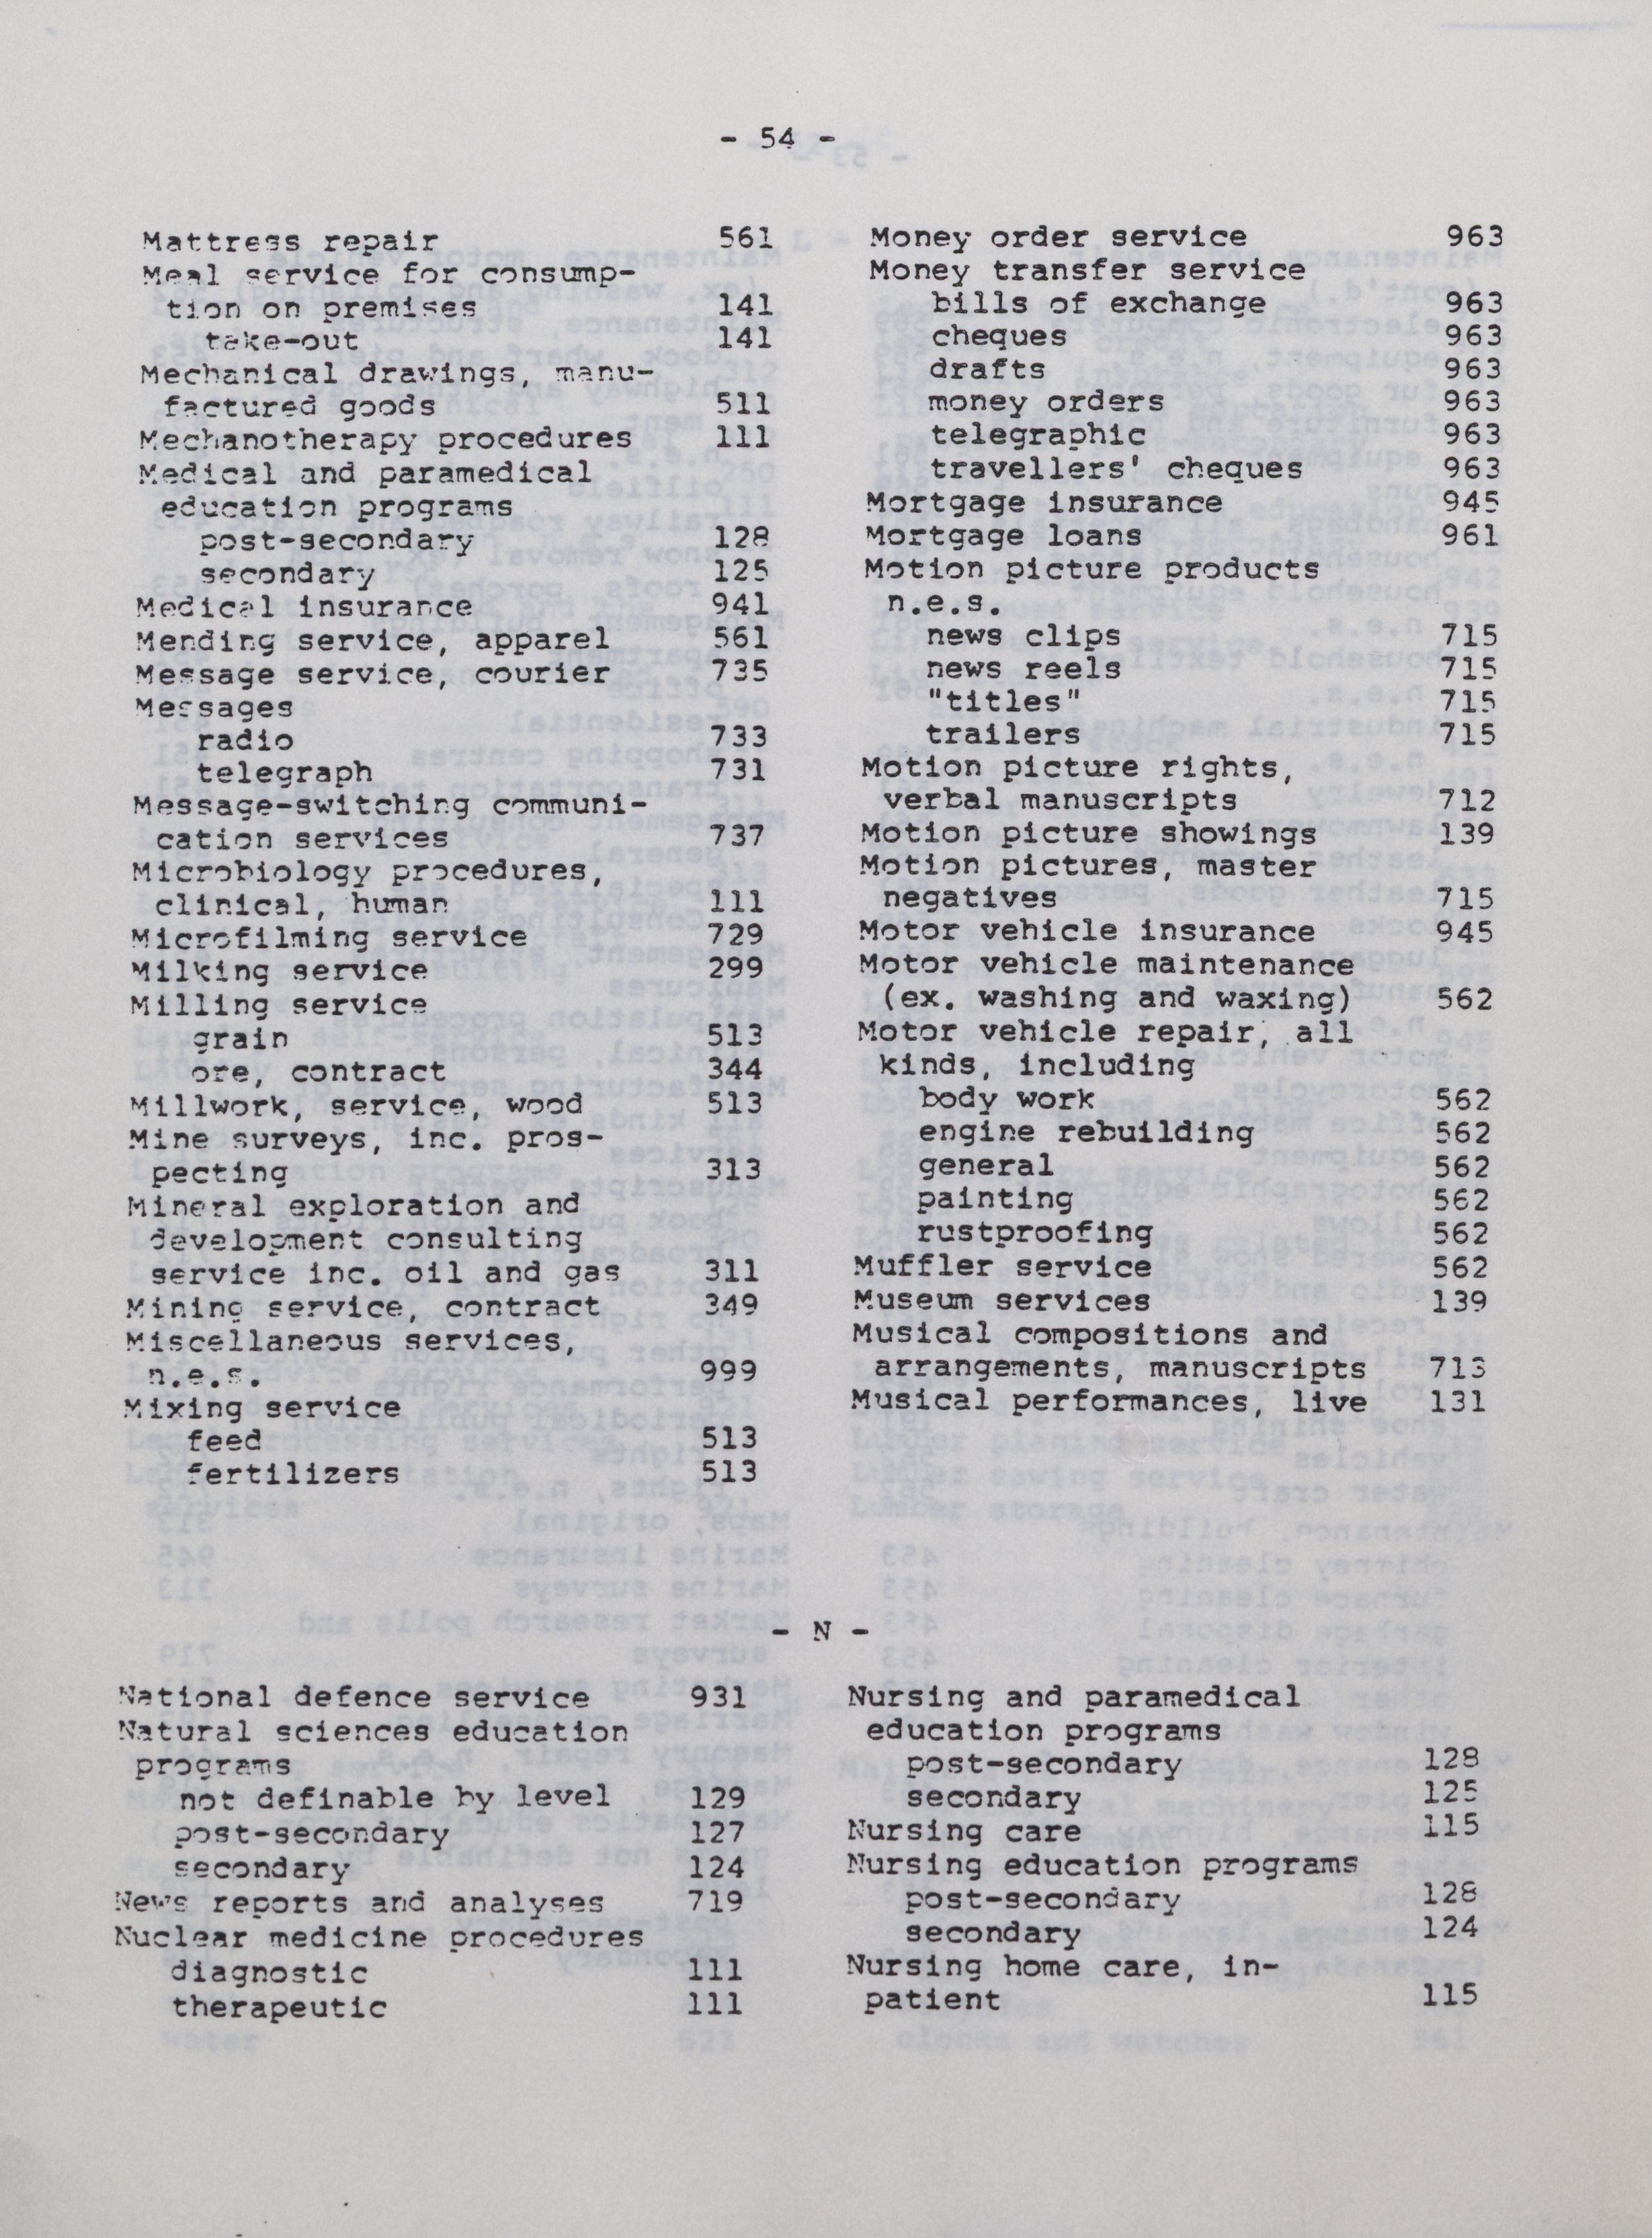 - 54 -
Mattress repair 561
Meal service for consump-
tion on premises 141
take-out 141
Mechanical drawings, manu-
factured goods 511
Mechanotherapy procedures 111
Medical and paramedical
education programs
post-secondary 128
secondary 125
Medical insurance 941
Mending service, apparel 561
Message service, courier 735
Messages
radio 733
telegraph 731
Message-switching communi-
cation services 737
Microbiology procedures,
clinical, human 111
Microfilming service 729
Milking service 299
Milling service
grain 513
ore, contract 344
Millwork, service, wood 513
Mine surveys, inc. pros-
pecting 313
Mineral exploration and
development consulting
service inc. oil and gas 311
Mining service, contract 349
Miscellaneous services,
n.e.s. 999
Mixing service
feed 513
fertilizers 513
Money order service 963
Money transfer service
bills of exchange 963
cheques 963
drafts 963
money orders 963
telegraphic 963
travellers' cheques 963
Mortgage insurance 945
Mortgage loans 961
Motion picture products
n.e.s.
news clips 715
news reels 715
"titles" 715
trailers 715
Motion picture rights,
verbal manuscripts 712
Motion picture showings 139
Motion pictures, master
negatives 715
Motor vehicle insurance 945
Motor vehicle maintenance
(ex. washing and waxing) 562
Motor vehicle repair, all
kinds, including
body work 562
engine rebuilding 562
general 562
painting 562
rustproofing 562
Muffler service 562
Museum services 139
Musical compositions and
arrangements, manuscripts 713
Musical performances, live 131
- N -
National defence service 931
Natural sciences education
programs
not definable by level 129
post-secondary 127
secondary 124
News reports and analyses 719
Nuclear medicine procedures
diagnostic 111
therapeutic 111
Nursing and paramedical
education programs
post-secondary 128
secondary 125
Nursing care 115
Nursing education programs
post-secondary 128
secondary 124
Nursing home care, in-
patient 115